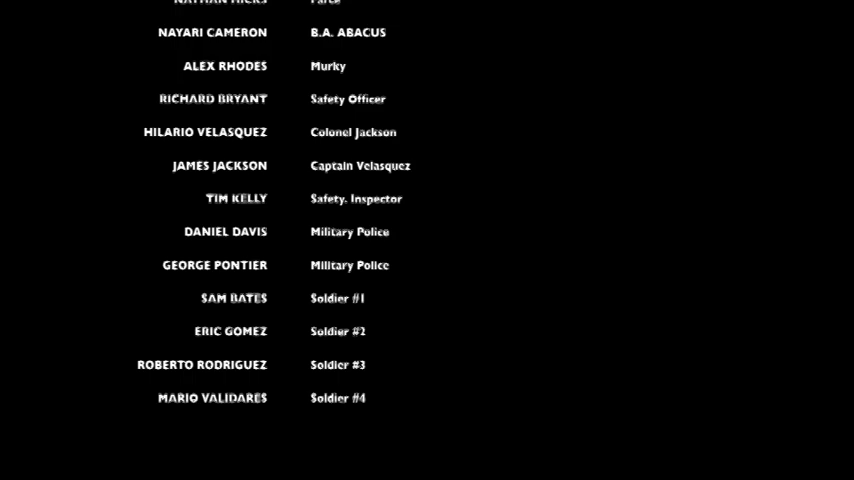 NATHAN HICKS
NAYARI CAMERON B.A. ABACUS
ALEX RHODES Murky
RICHARD BRYANT Safety Officer
HILARIO VELASQUEZ Colonel Jackson
JAMES JACKSON Captain Velasquez
TIM KELLY Safety. Inspector
DANIEL DAVIS Military Police
GEORGE PONTIER Military Police
SAM BATES Soldier #1
ERIC GOMEZ Soldier #2
ROBERTO RODRIGUEZ Soldier #3
MARIO VALIDARES Soldier #4